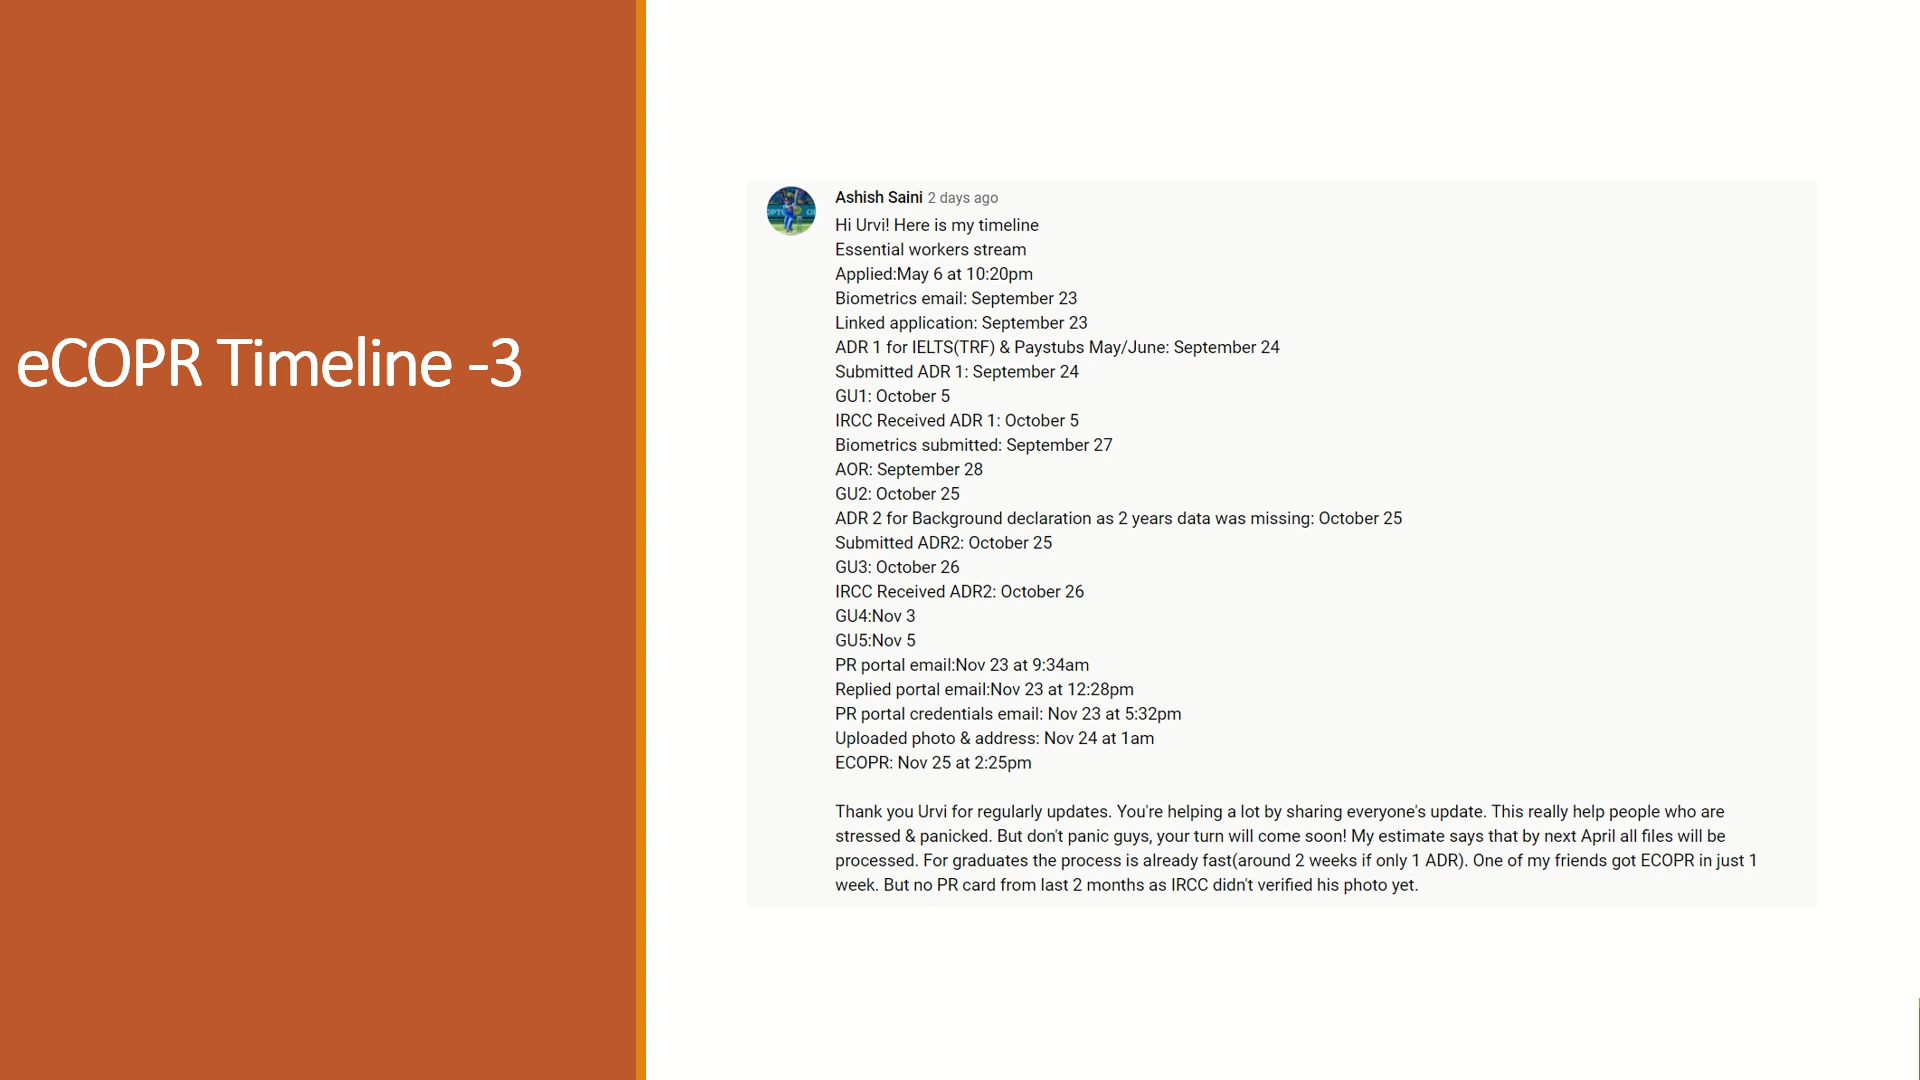 eCOPR Timeline -3
Ashish Saini 2 days ago
Hi Urvi! Here is my timeline
Essential workers stream
Applied:May 6 at 10:20pm
Biometrics email: September 23
Linked application: September 23
ADR 1 for IELTS(TRF) & Paystubs May/June: September 24
Submitted ADR 1: September 24
GU1: October 5
IRCC Received ADR 1: October 5
Biometrics submitted: September 27
AOR: September 28
GU2: October 25
ADR 2 for Background declaration as 2 years data was missing: October 25
Submitted ADR2: October 25
GU3: October 26
IRCC Received ADR2: October 26
GU4:Nov 3
GU5:Nov 5
PR portal email:Nov 23 at 9:34am
Replied portal email:Nov 23 at 12:28pm
PR portal credentials email: Nov 23 at 5:32pm
Uploaded photo & address: Nov 24 at 1am
ECOPR: Nov 25 at 2:25pm
Thank you Urvi for regularly updates. You're helping a lot by sharing everyone's update. This really help people who are
stressed & panicked. But don't panic guys, your turn will come soon! My estimate says that by next April all files will be
processed. For graduates the process is already fast(around 2 weeks if only 1 ADR). One of my friends got ECOPR in just 1
week. But no PR card from last 2 months as IRCC didn't verified his photo yet.